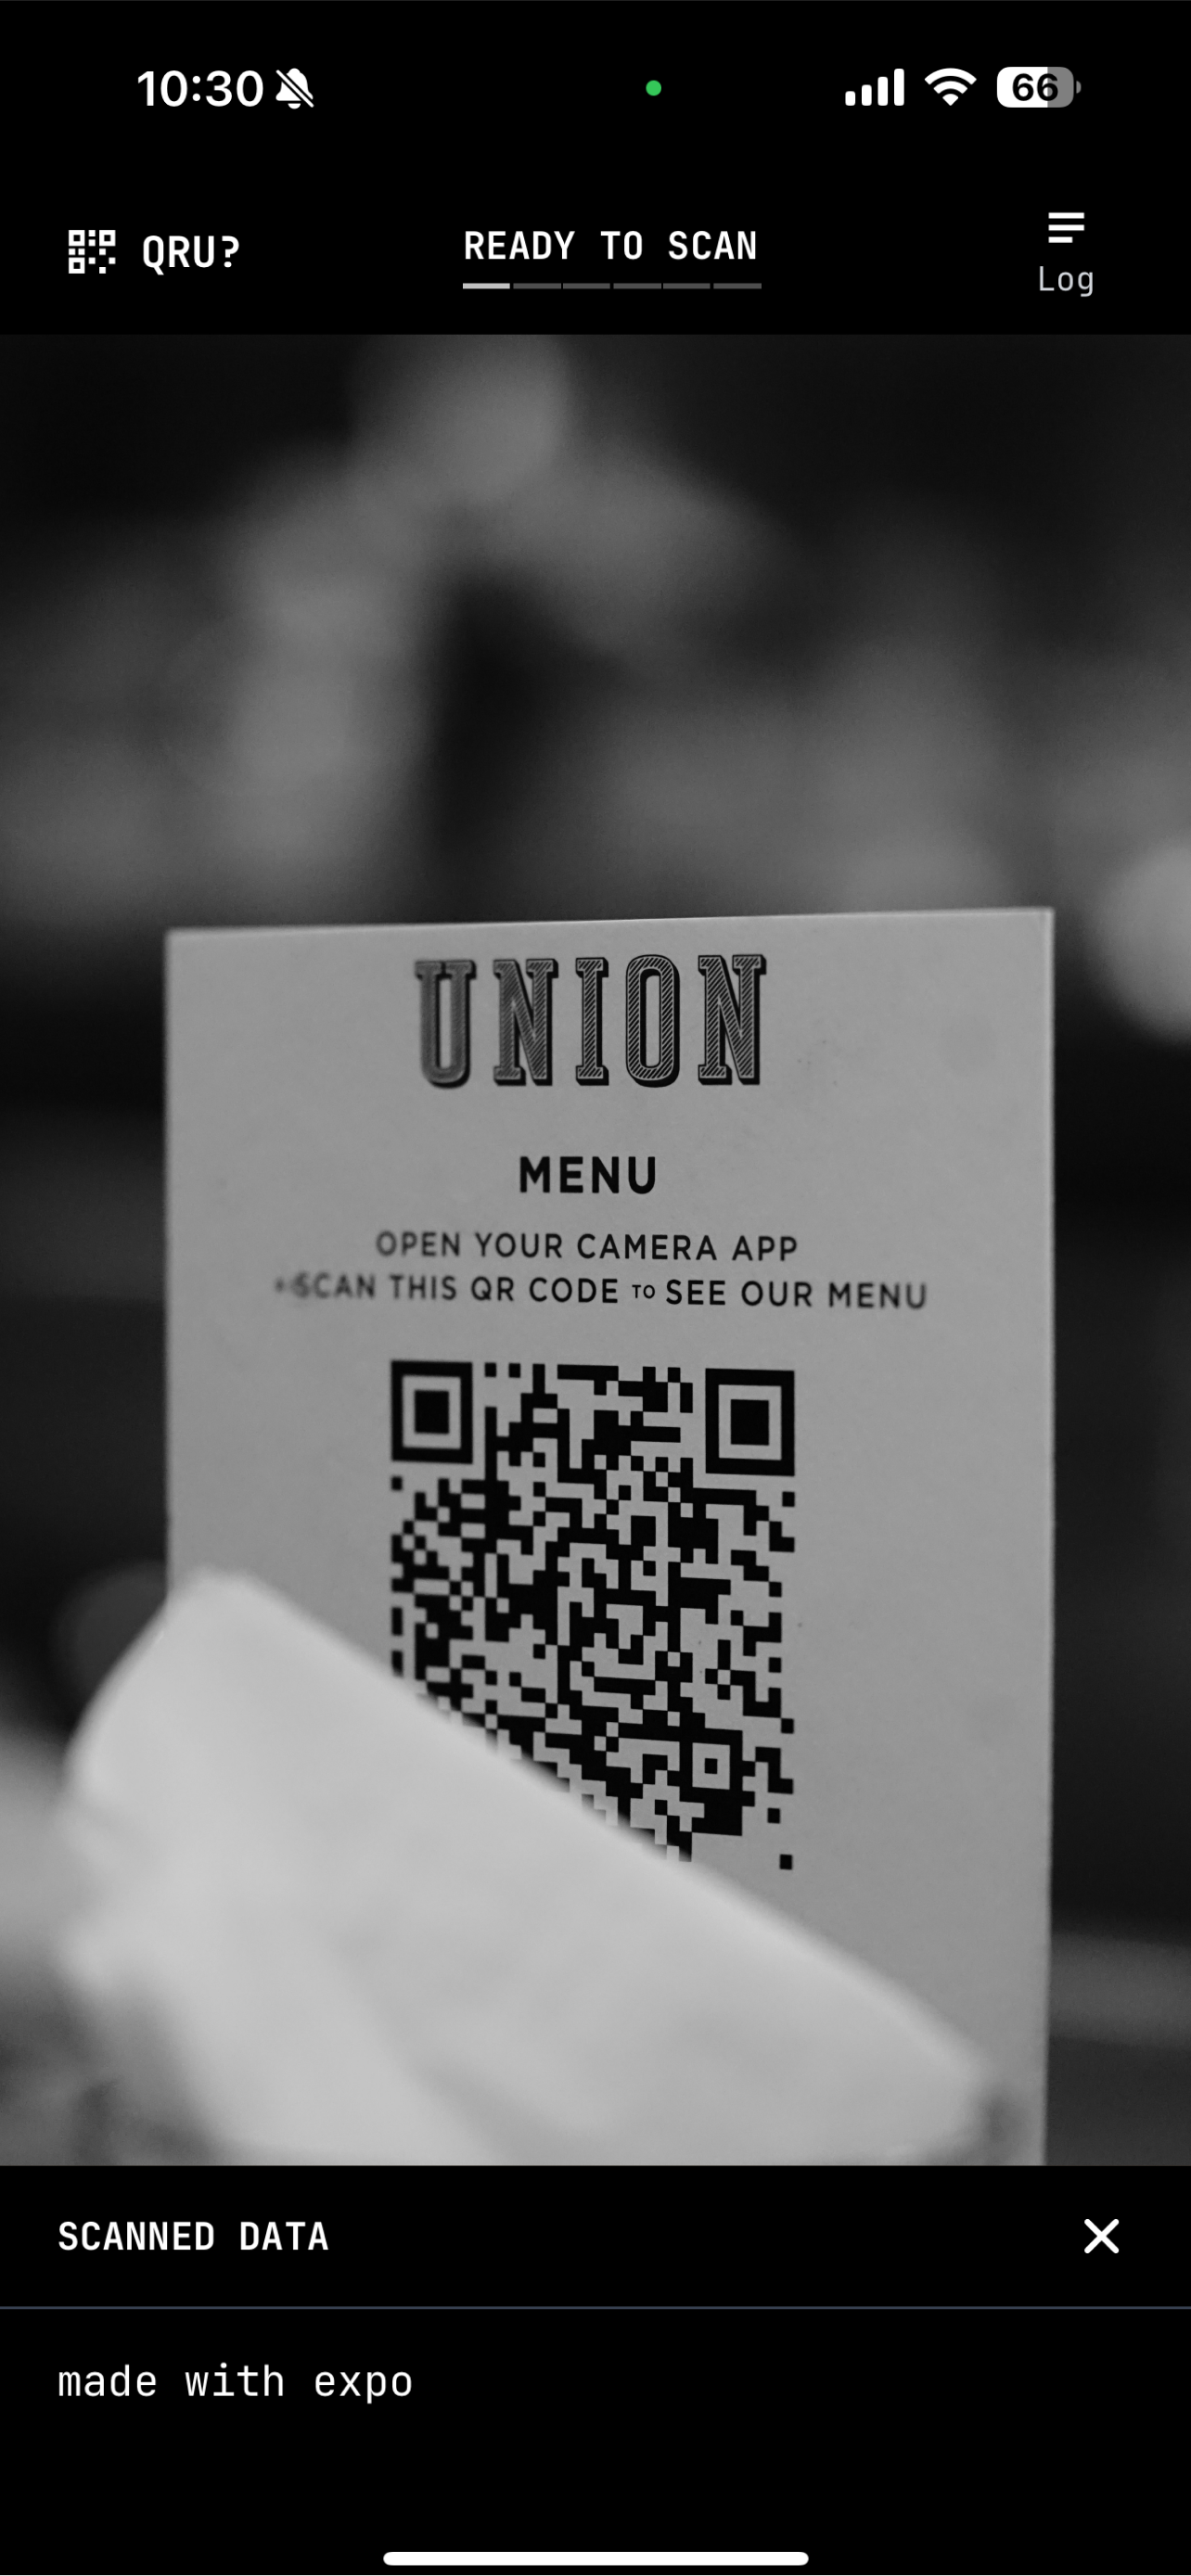 10:30
66
QRU?
READY TO SCAN
Log
UNION
MENU
OPEN YOUR CAMERA APP
+ SCAN THIS QR CODE TO SEE OUR MENU
SCANNED DATA
made with expo